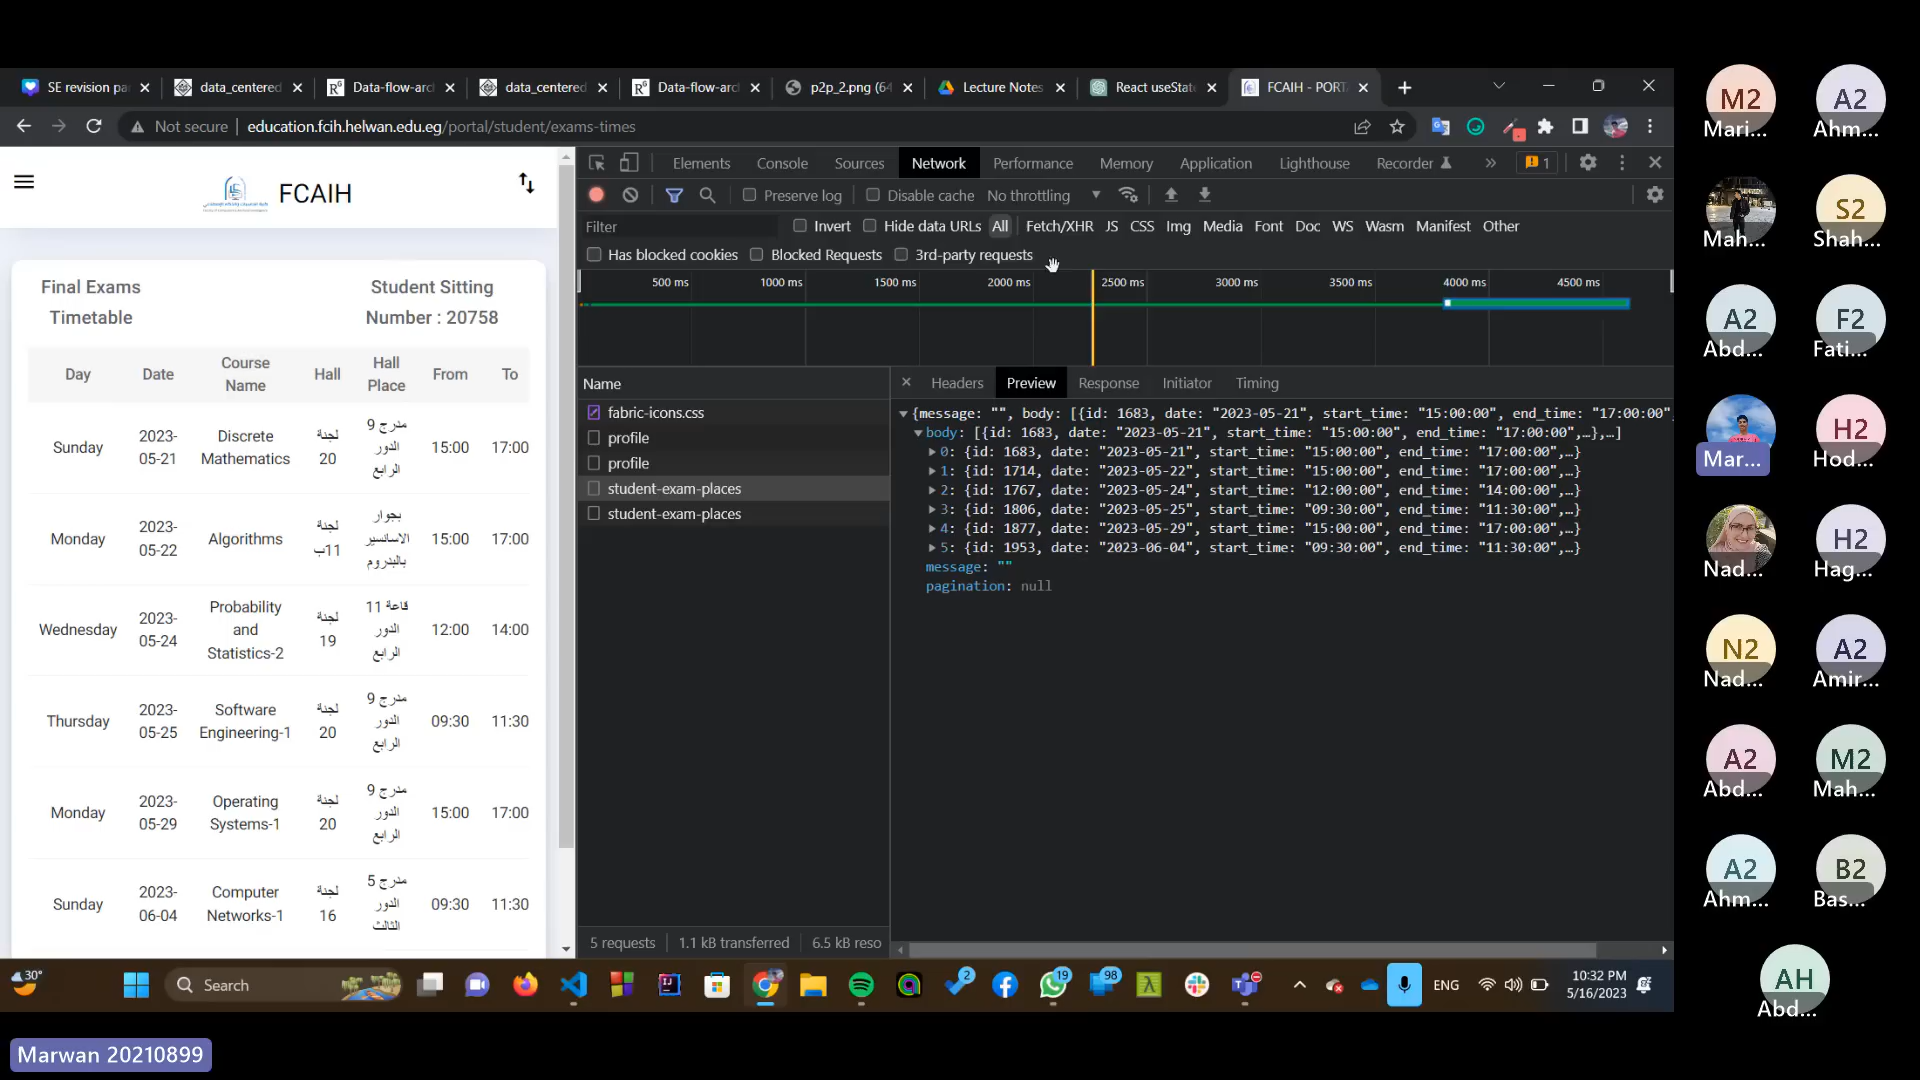 SE revision pa
data_centered
Data-flow-arc
data_centered
Data-flow-arc
p2p_2.png (64
Lecture Notes
React useStat
FCAIH - PORT
Not secure | education.fcih.helwan.edu.eg/portal/student/exams-times
FCAIH
Final Exams Timetable
Student Sitting Number : 20758
Day Date Course Name Hall Hall Place From To
Sunday 2023-05-21 Discrete Mathematics لجنة 20 مدرج 9 الدور الرابع 15:00 17:00
Monday 2023-05-22 Algorithms لجنة 11ب بجوار الاسانسير بالبدروم 15:00 17:00
Wednesday 2023-05-24 Probability and Statistics-2 لجنة 19 قاعة 11 الدور الرابع 12:00 14:00
Thursday 2023-05-25 Software Engineering-1 لجنة 20 مدرج 9 الدور الرابع 09:30 11:30
Monday 2023-05-29 Operating Systems-1 لجنة 20 مدرج 9 الدور الرابع 15:00 17:00
Sunday 2023-06-04 Computer Networks-1 لجنة 16 مدرج 5 الدور الثالث 09:30 11:30
Elements Console Sources Network Performance Memory Application Lighthouse Recorder 1
Preserve log Disable cache No throttling
Filter Invert Hide data URLs All Fetch/XHR JS CSS Img Media Font Doc WS Wasm Manifest Other
Has blocked cookies Blocked Requests 3rd-party requests
500 ms 1000 ms 1500 ms 2000 ms 2500 ms 3000 ms 3500 ms 4000 ms 4500 ms
Name
fabric-icons.css
profile
profile
student-exam-places
student-exam-places
Headers Preview Response Initiator Timing
{message: "", body: [{id: 1683, date: "2023-05-21", start_time: "15:00:00", end_time: "17:00:00"
body: [{id: 1683, date: "2023-05-21", start_time: "15:00:00", end_time: "17:00:00",…},…]
0: {id: 1683, date: "2023-05-21", start_time: "15:00:00", end_time: "17:00:00",…}
1: {id: 1714, date: "2023-05-22", start_time: "15:00:00", end_time: "17:00:00",…}
2: {id: 1767, date: "2023-05-24", start_time: "12:00:00", end_time: "14:00:00",…}
3: {id: 1806, date: "2023-05-25", start_time: "09:30:00", end_time: "11:30:00",…}
4: {id: 1877, date: "2023-05-29", start_time: "15:00:00", end_time: "17:00:00",…}
5: {id: 1953, date: "2023-06-04", start_time: "09:30:00", end_time: "11:30:00",…}
message: ""
pagination: null
5 requests 1.1 kB transferred 6.5 kB reso
30°
Search
2
19
98
ENG
10:32 PM
5/16/2023
Marwan 20210899
M2 Mari...
A2 Ahm...
Mah...
S2 Shah...
A2 Abd...
F2 Fati...
Mar...
H2 Hod...
Nad...
H2 Hag...
N2 Nad...
A2 Amir...
A2 Abd...
M2 Mah...
A2 Ahm...
B2 Bas...
AH Abd...